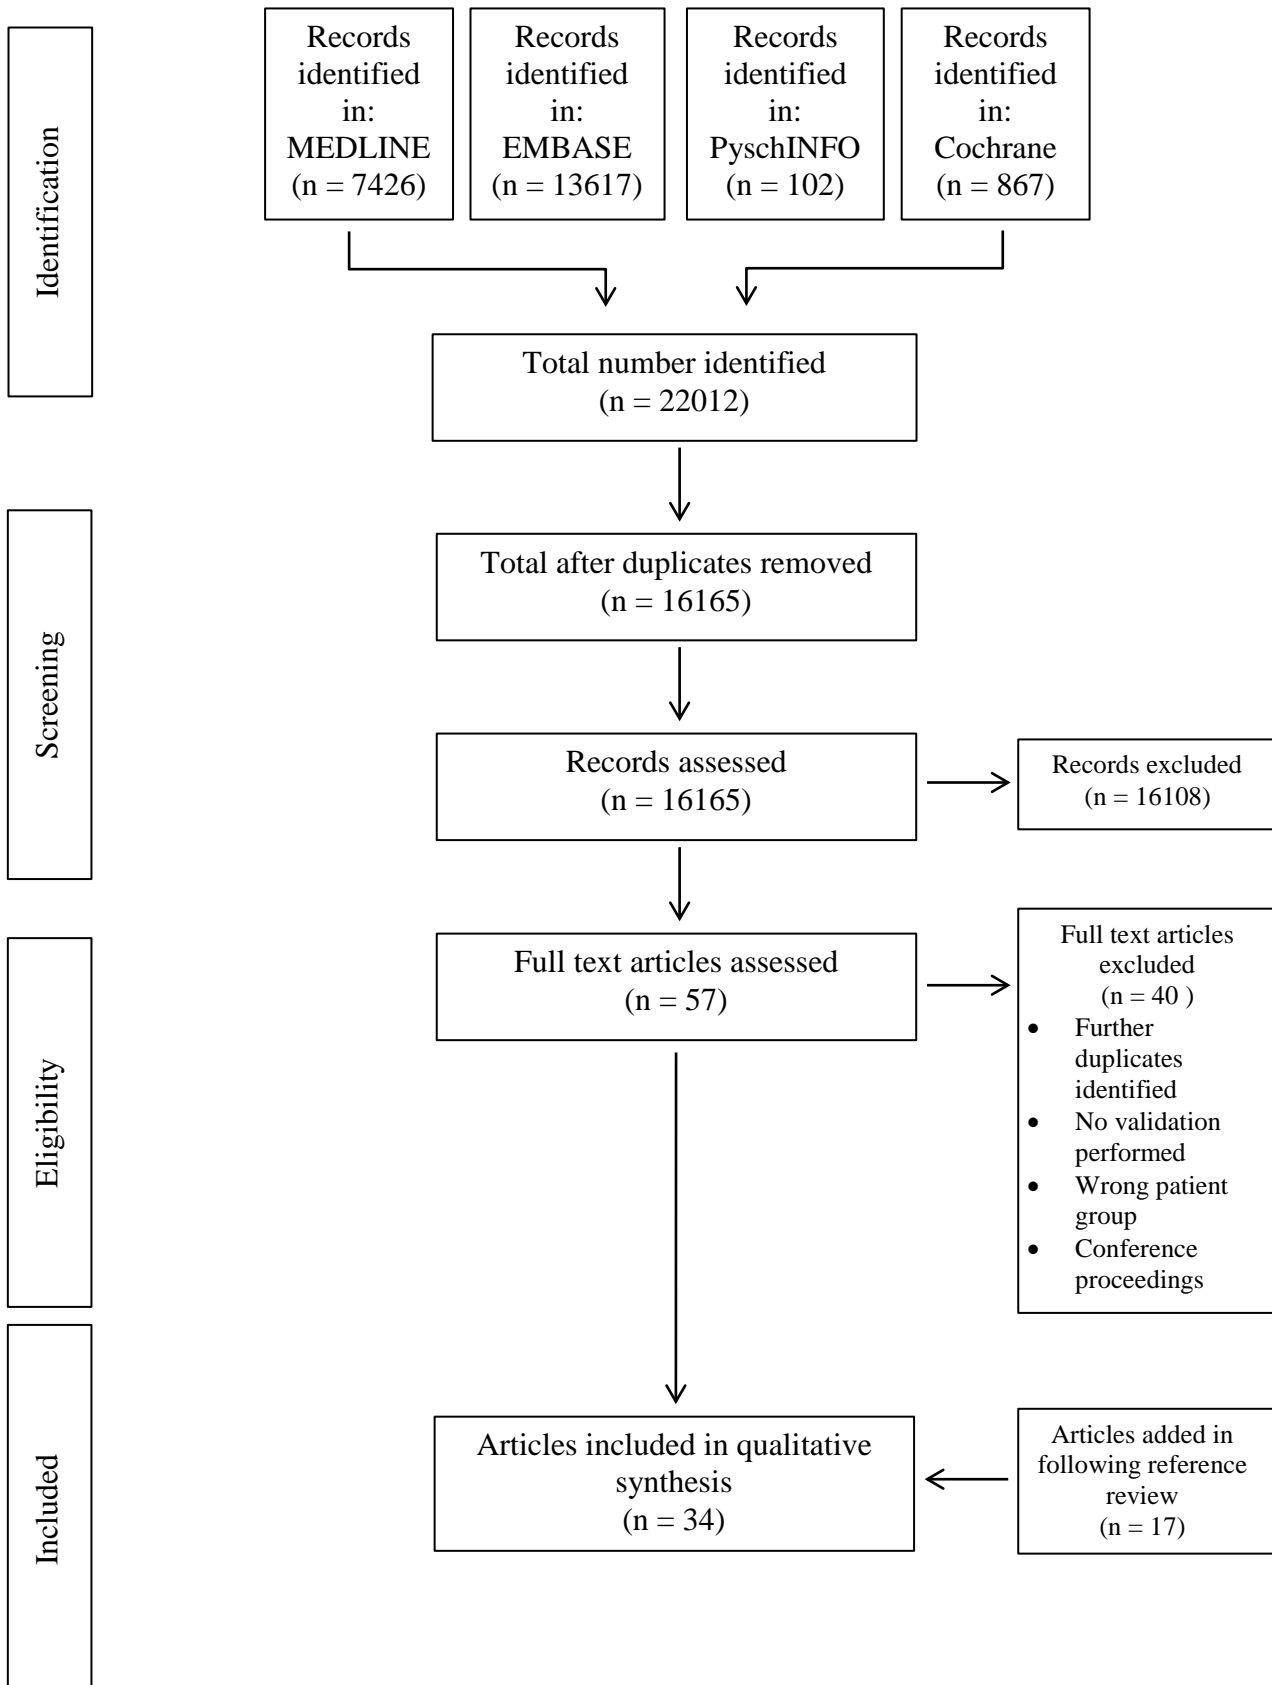 Identification
Records
identified
in:
MEDLINE
(n = 7426)
Records
identified
in:
EMBASE
(n = 13617)
Records
identified
in:
PyschINFO
(n = 102)
Records
identified
in:
Cochrane
(n = 867)
Total number identified
(n = 22012)
Screening
Total after duplicates removed
(n = 16165)
Records assessed
(n = 16165)
Records excluded
(n = 16108)
Eligibility
Full text articles assessed
(n = 57)
Full text articles
excluded
(n = 40 )
• Further
duplicates
identified
• No validation
performed
• Wrong patient
group
• Conference
proceedings
Included
Articles included in qualitative
synthesis
(n = 34)
Articles added in
following reference
review
(n = 17)